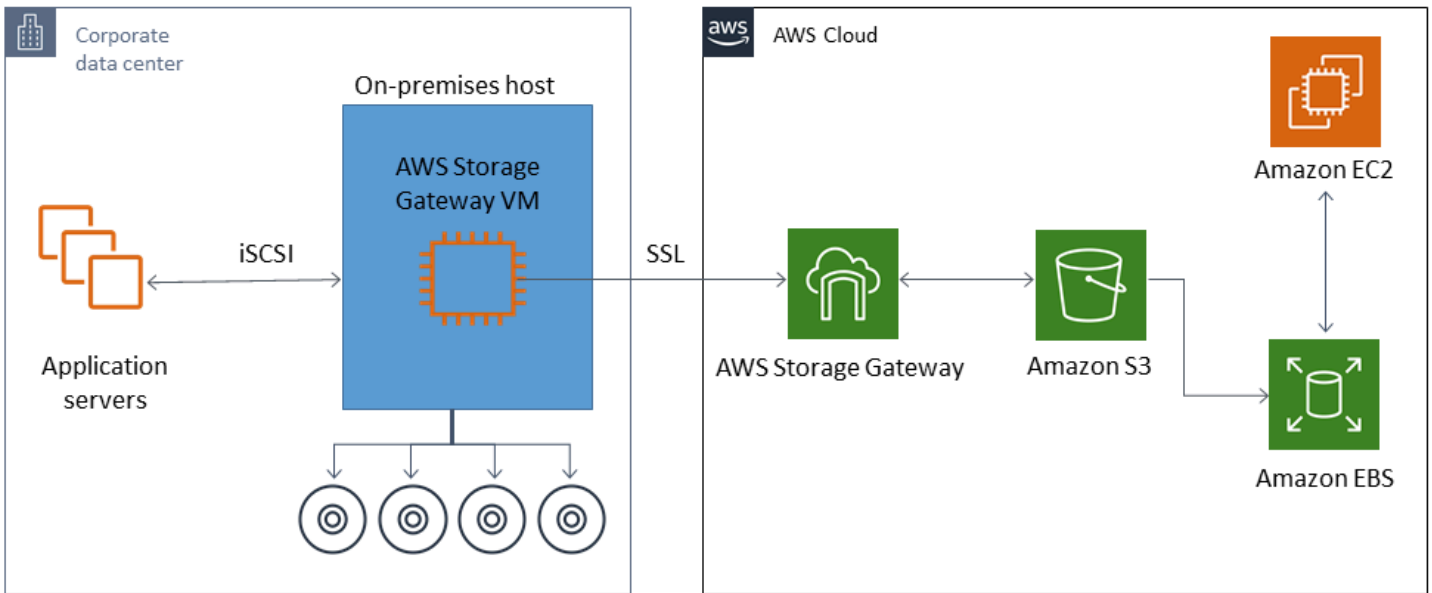 Corporate
data center
On-premises host
AWS Storage
Gateway VM
iSCSI
Application
servers
SSL
aws
AWS Cloud
Amazon EC2
AWS Storage Gateway
Amazon S3
Amazon EBS